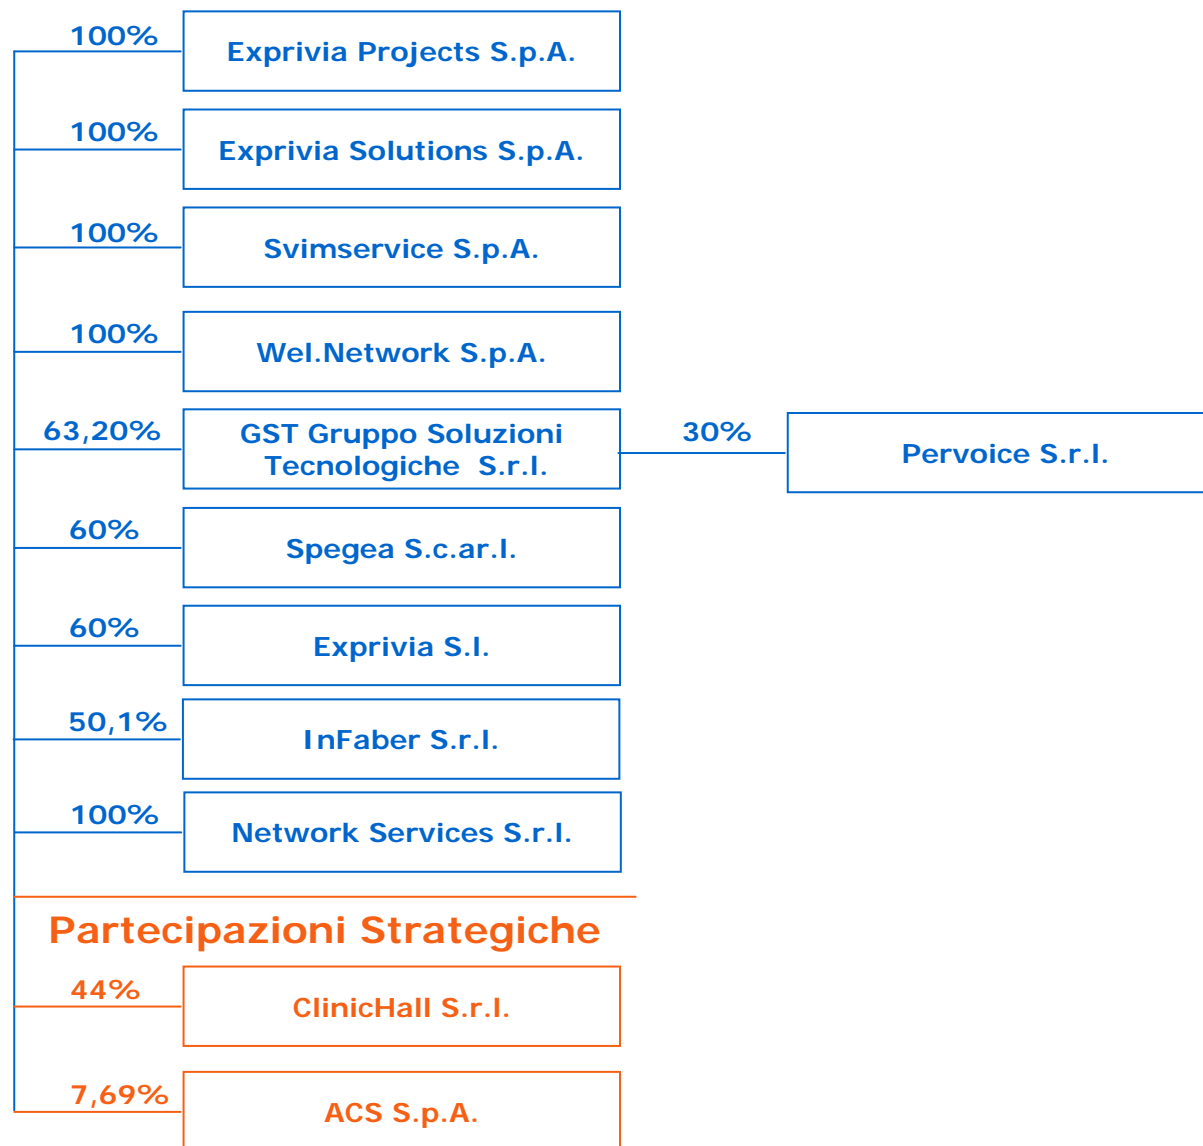 100%
Exprivia Projects S.p.A.
100%
Exprivia Solutions S.p.A.
100%
Svimservice S.p.A.
100%
Wel.Network S.p.A.
63,20%
GST Gruppo Soluzioni
Tecnologiche S.r.l.
30%
Pervoice S.r.l.
60%
Spegea S.c.ar.l.
60%
Exprivia S.l.
50,1%
InFaber S.r.l.
100%
Network Services S.r.l.
Partecipazioni Strategiche
44%
ClinicHall S.r.l.
7,69%
ACS S.p.A.